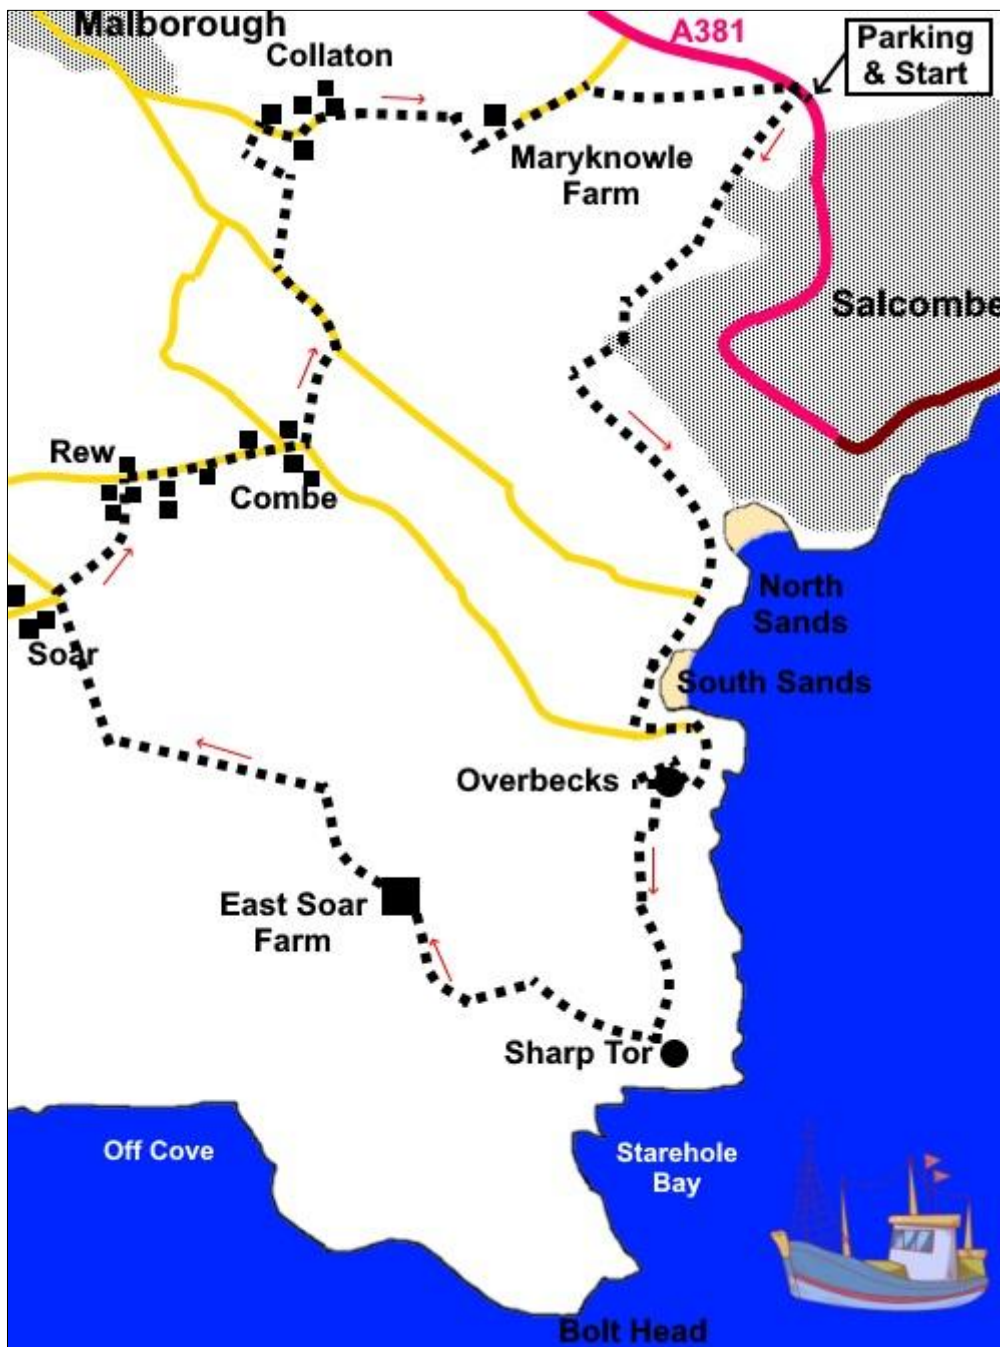 Malborough
A381
Parking
& Start
Collaton
Maryknowle
Farm
Salcombe
Rew
Combe
North
Sands
Soar
South Sands
Overbecks
East Soar
Farm
Sharp Tor
Off Cove
Starehole
Bay
Bolt Head